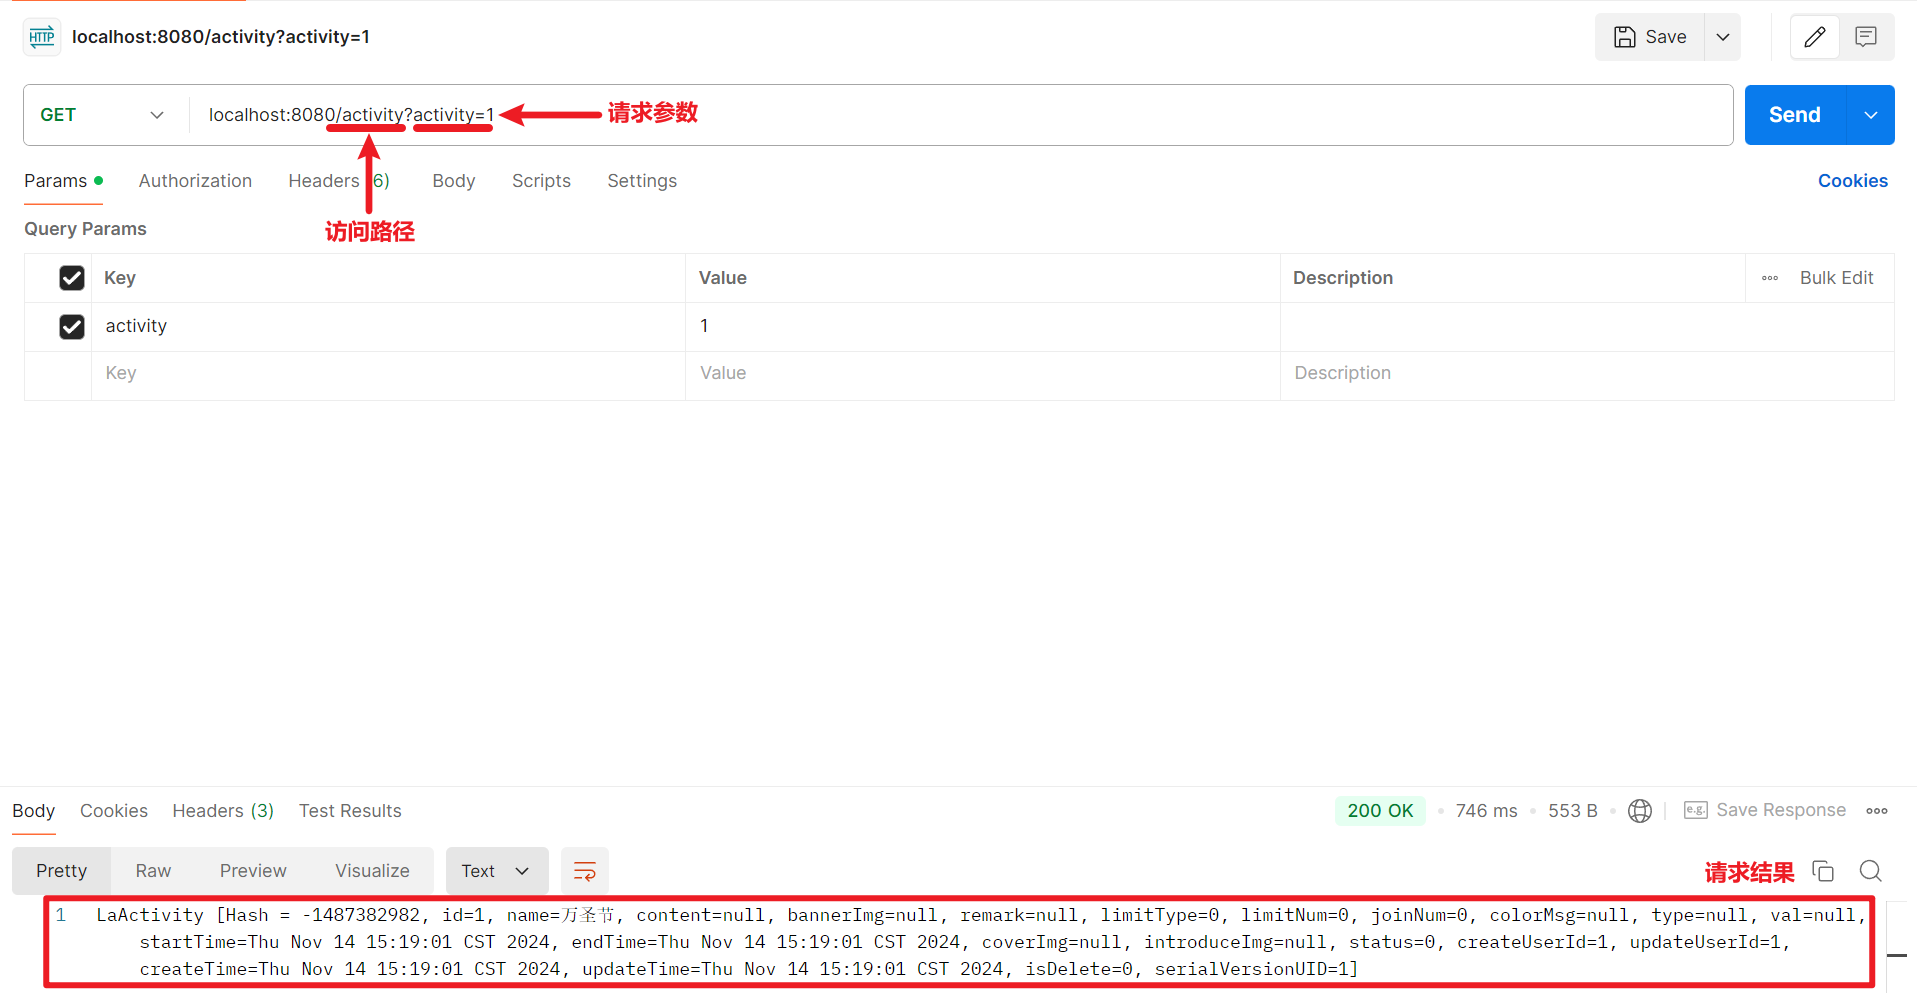 HTTP localhost:8080/activity?activity=1 Save
GET localhost:8080/activity?activity=1 请求参数 Send
Params Authorization Headers (6) Body Scripts Settings Cookies
访问路径
Query Params
Key Value Description Bulk Edit
activity 1
Key Value Description
Body Cookies Headers (3) Test Results 200 OK 746 ms 553 B e.g. Save Response
Pretty Raw Preview Visualize Text 请求结果
1 LaActivity [Hash = -1487382982, id=1, name=万圣节, content=null, bannerImg=null, remark=null, limitType=0, limitNum=0, joinNum=0, colorMsg=null, type=null, val=null,
startTime=Thu Nov 14 15:19:01 CST 2024, endTime=Thu Nov 14 15:19:01 CST 2024, coverImg=null, introduceImg=null, status=0, createUserId=1, updateUserId=1,
createTime=Thu Nov 14 15:19:01 CST 2024, updateTime=Thu Nov 14 15:19:01 CST 2024, isDelete=0, serialVersionUID=1]